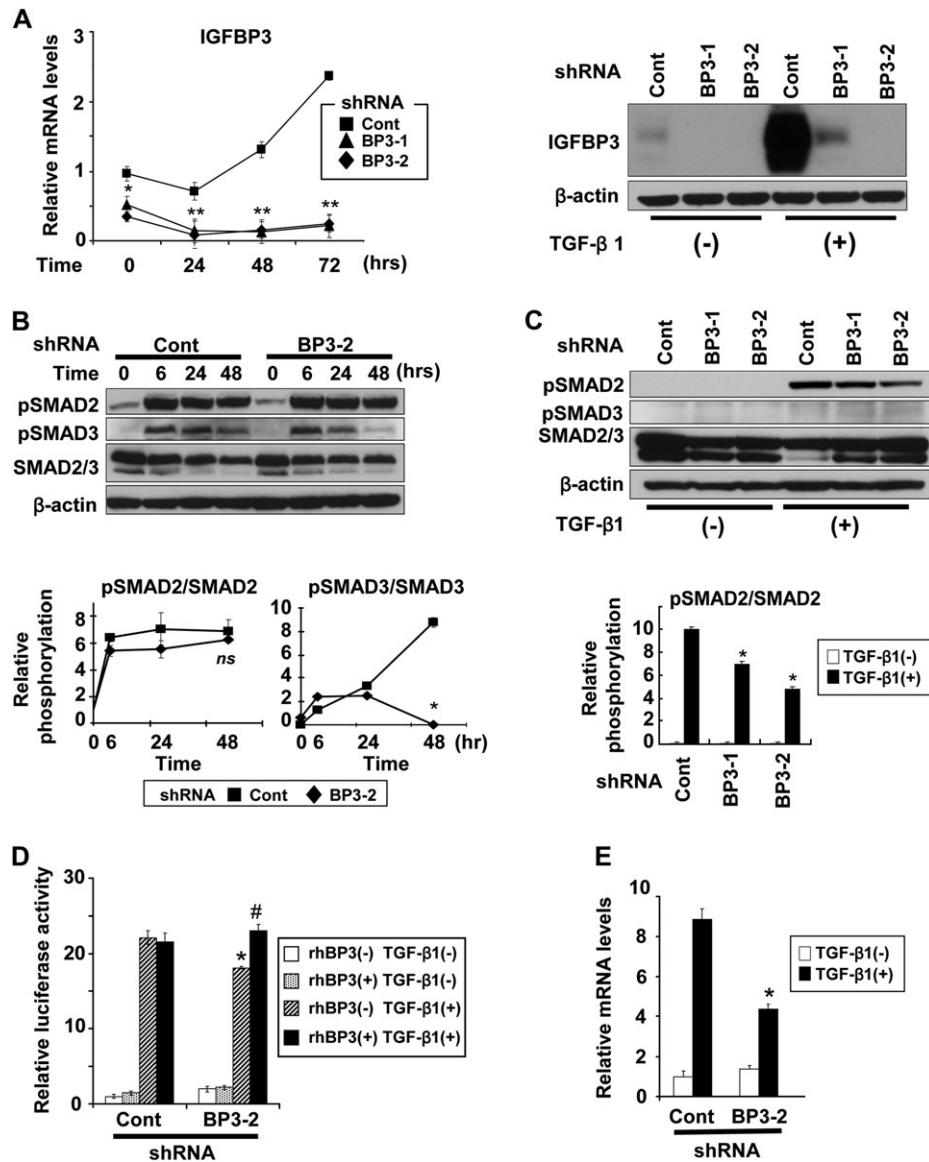 A
IGFBP3
Relative mRNA levels
3
2
1
0
shRNA
Cont
BP3-1
BP3-2
*
**
**
**
Time
0
24
48
72
(hrs)
shRNA
Cont
BP3-1
BP3-2
Cont
BP3-1
BP3-2
IGFBP3
β-actin
TGF-β 1
(-)
(+)
B
shRNA
Cont
BP3-2
Time
0 6 24 48 0 6 24 48 (hrs)
pSMAD2
pSMAD3
SMAD2/3
β-actin
pSMAD2/SMAD2
Relative phosphorylation
8
6
4
2
0
ns
0 6 24 48
Time
pSMAD3/SMAD3
10
8
6
4
2
0
*
0 6 24 48 (hr)
Time
shRNA Cont BP3-2
C
shRNA
Cont
BP3-1
BP3-2
Cont
BP3-1
BP3-2
pSMAD2
pSMAD3
SMAD2/3
β-actin
TGF-β1
(-)
(+)
pSMAD2/SMAD2
Relative phosphorylation
10
8
6
4
2
0
*
*
TGF-β1(-)
TGF-β1(+)
shRNA
Cont
BP3-1
BP3-2
D
Relative luciferase activity
30
20
10
0
*
#
rhBP3(-) TGF-β1(-)
rhBP3(+) TGF-β1(-)
rhBP3(-) TGF-β1(+)
rhBP3(+) TGF-β1(+)
Cont
BP3-2
shRNA
E
Relative mRNA levels
10
8
6
4
2
0
*
TGF-β1(-)
TGF-β1(+)
Cont
BP3-2
shRNA